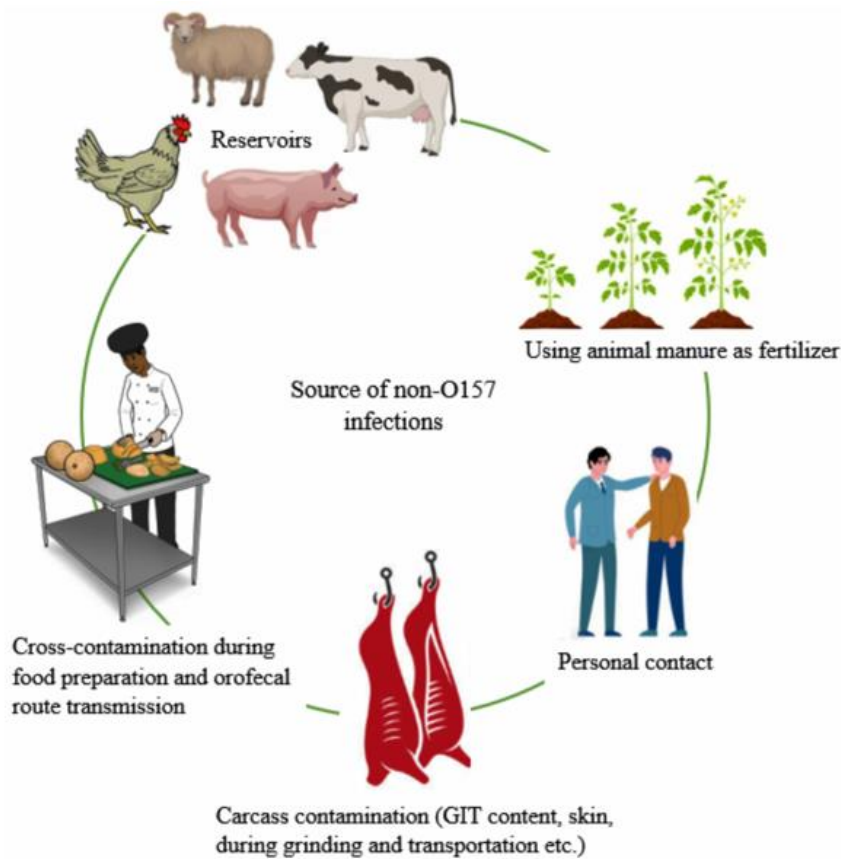 Reservoirs
Using animal manure as fertilizer
Source of non-O157
infections
Personal contact
Cross-contamination during
food preparation and orofecal
route transmission
Carcass contamination (GIT content, skin,
during grinding and transportation etc.)